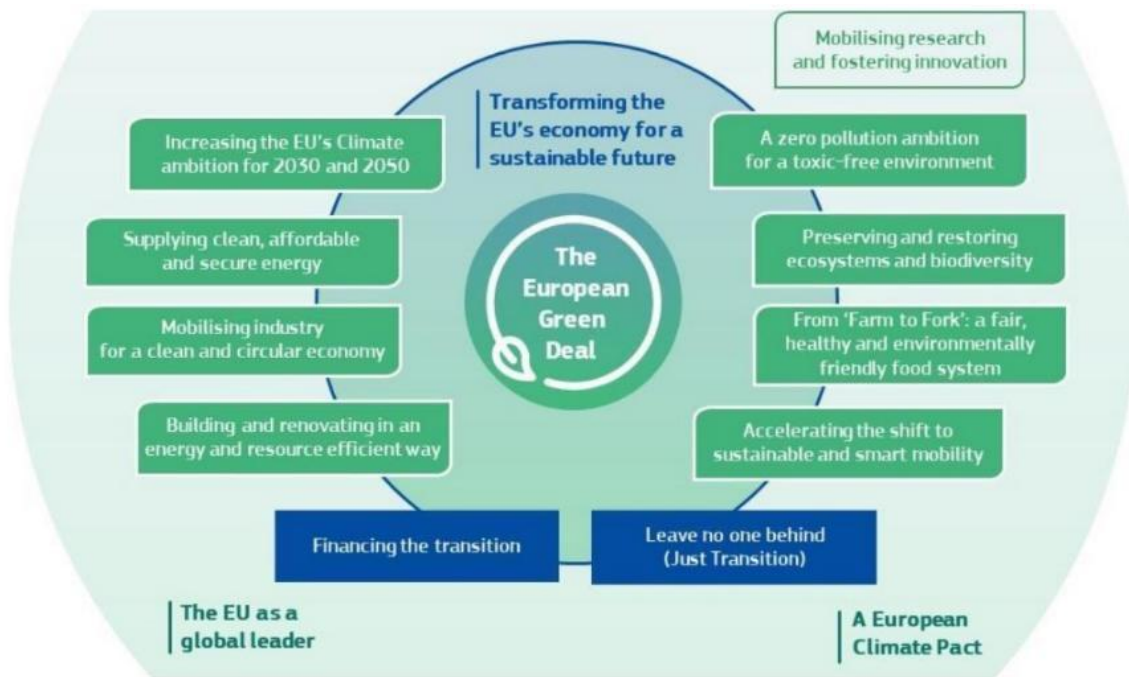 Mobilising research
and fostering innovation
Transforming the
EU's economy for a
sustainable future
Increasing the EU's Climate
ambition for 2030 and 2050
A zero pollution ambition
for a toxic-free environment
Supplying clean, affordable
and secure energy
Preserving and restoring
ecosystems and biodiversity
The
European
Green
Deal
Mobilising industry
for a clean and circular economy
From 'Farm to Fork': a fair,
healthy and environmentally
friendly food system
Building and renovating in an
energy and resource efficient way
Accelerating the shift to
sustainable and smart mobility
Financing the transition
Leave no one behind
(Just Transition)
The EU as a
global leader
A European
Climate Pact